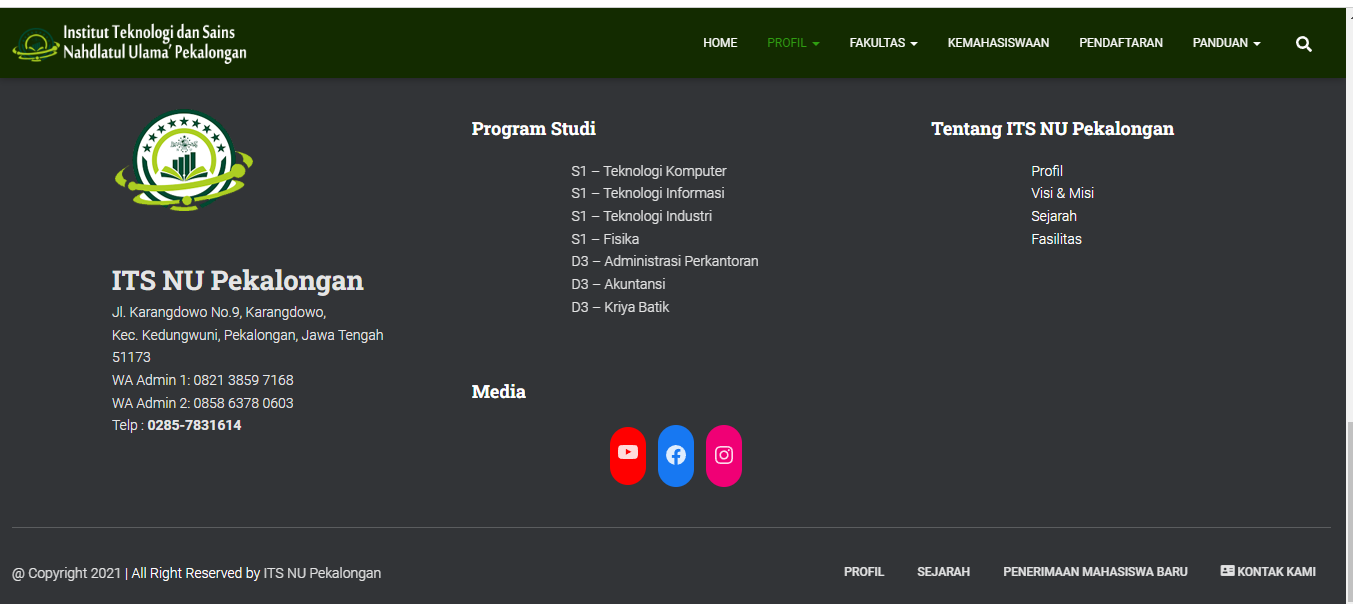 Institut Teknologi dan Sains
Nahdlatul Ulama' Pekalongan
HOME PROFIL FAKULTAS KEMAHASISWAAN PENDAFTARAN PANDUAN
ITS NU Pekalongan
Jl. Karangdowo No.9, Karangdowo,
Kec. Kedungwuni, Pekalongan, Jawa Tengah
51173
WA Admin 1: 0821 3859 7168
WA Admin 2: 0858 6378 0603
Telp : 0285-7831614
Program Studi
S1 – Teknologi Komputer
S1 – Teknologi Informasi
S1 – Teknologi Industri
S1 – Fisika
D3 – Administrasi Perkantoran
D3 – Akuntansi
D3 – Kriya Batik
Media
Tentang ITS NU Pekalongan
Profil
Visi & Misi
Sejarah
Fasilitas
@ Copyright 2021 | All Right Reserved by ITS NU Pekalongan
PROFIL SEJARAH PENERIMAAN MAHASISWA BARU KONTAK KAMI